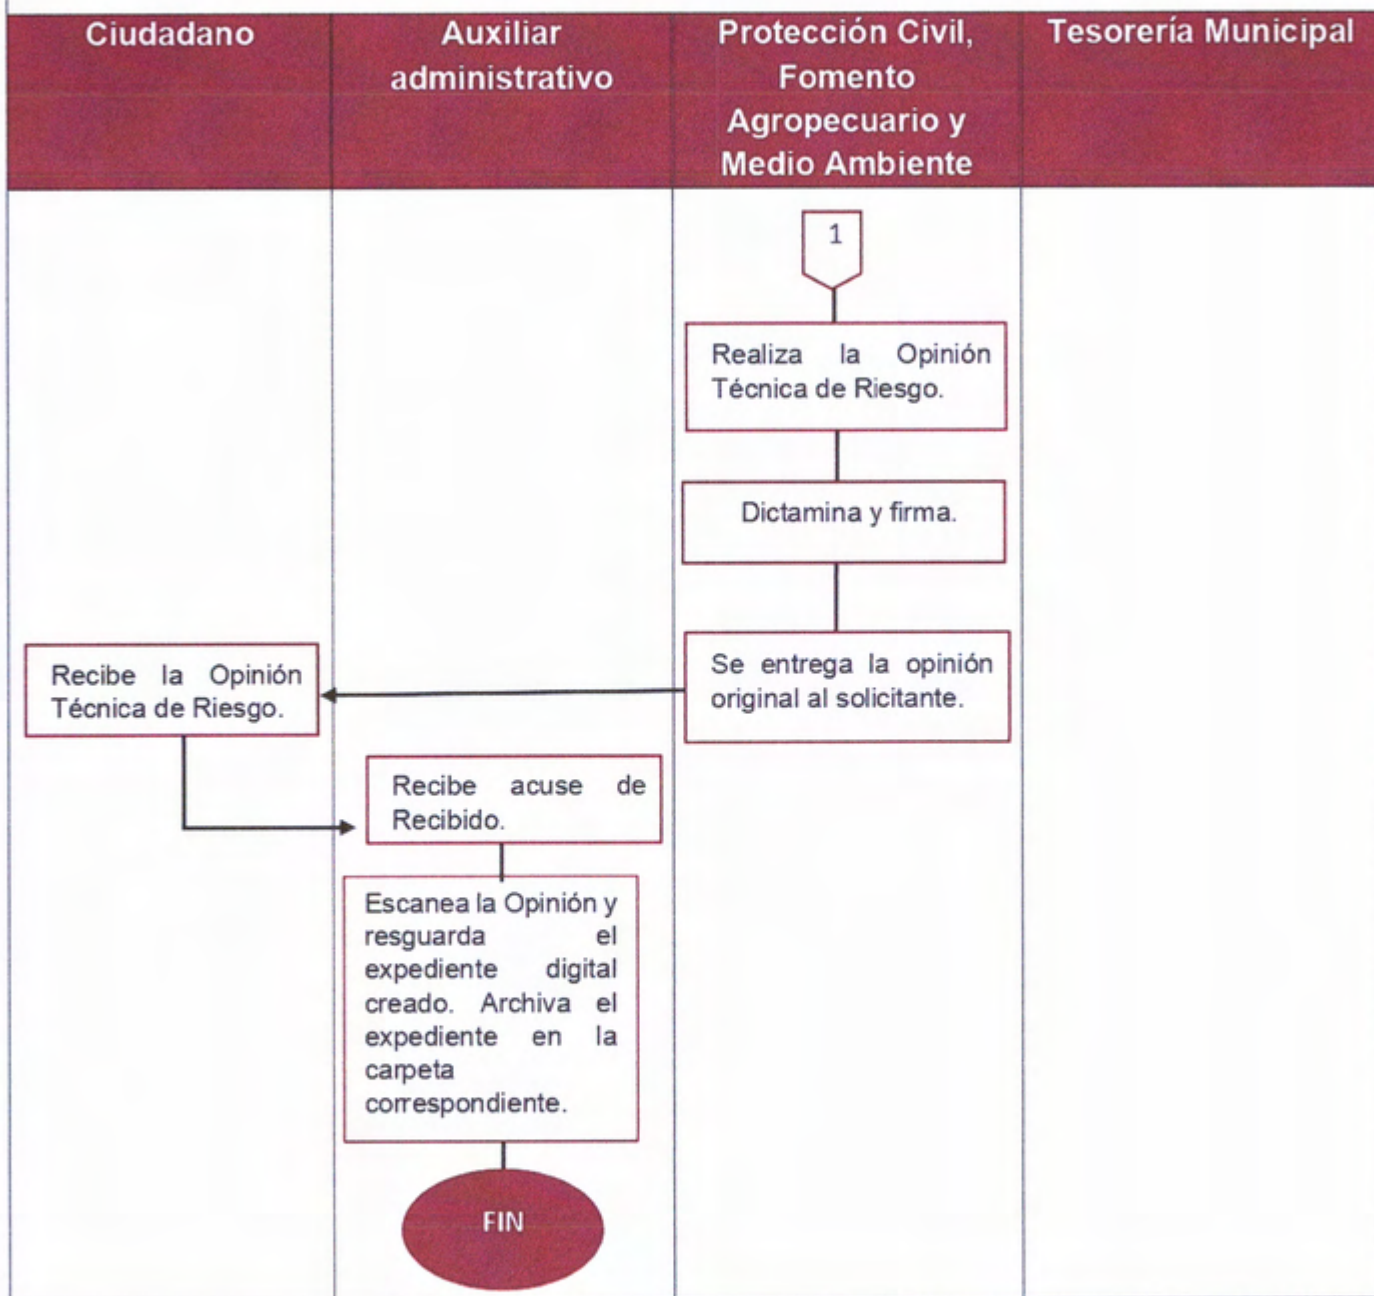 Ciudadano
Auxiliar
administrativo
Protección Civil,
Fomento
Agropecuario y
Medio Ambiente
Tesorería Municipal
1
Realiza la Opinión
Técnica de Riesgo.
Dictamina y firma.
Se entrega la opinión
original al solicitante.
Recibe la Opinión
Técnica de Riesgo.
Recibe acuse de
Recibido.
Escanea la Opinión y
resguarda el
expediente digital
creado. Archiva el
expediente en la
carpeta
correspondiente.
FIN